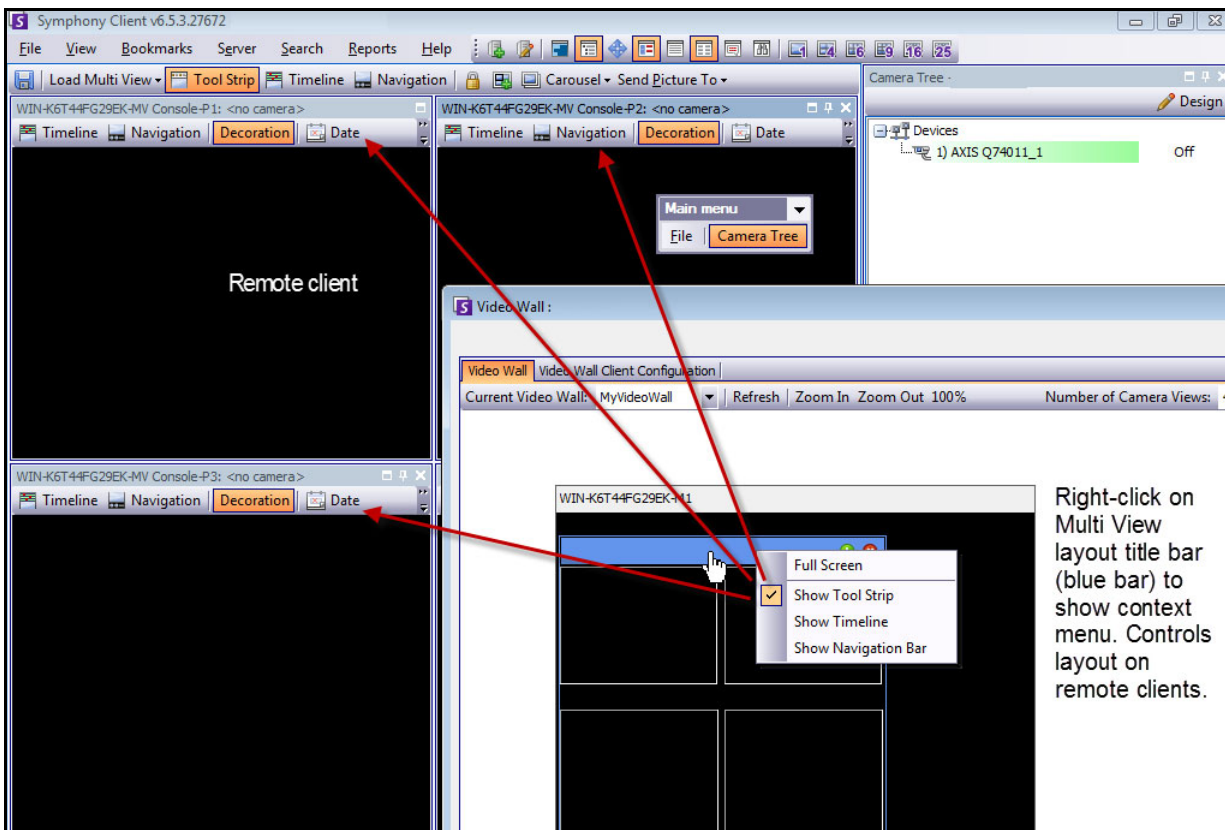 Symphony Client v6.5.3.27672
File View Bookmarks Server Search Reports Help
1 4 6 9 16 25
Load Multi View Tool Strip Timeline Navigation Carousel Send Picture To
Camera Tree -
Design
WIN-K6T44FG29EK-MV Console-P1: <no camera>
WIN-K6T44FG29EK-MV Console-P2: <no camera>
Timeline Navigation Decoration Date
Timeline Navigation Decoration Date
Devices
1) AXIS Q74011_1 Off
Main menu
File Camera Tree
Remote client
Video Wall :
Video Wall Video Wall Client Configuration
Current Video Wall: MyVideoWall Refresh Zoom In Zoom Out 100% Number of Camera Views:
WIN-K6T44FG29EK-MV Console-P3: <no camera>
Timeline Navigation Decoration Date
WIN-K6T44FG29EK-M1
Full Screen
Show Tool Strip
Show Timeline
Show Navigation Bar
Right-click on
Multi View
layout title bar
(blue bar) to
show context
menu. Controls
layout on
remote clients.